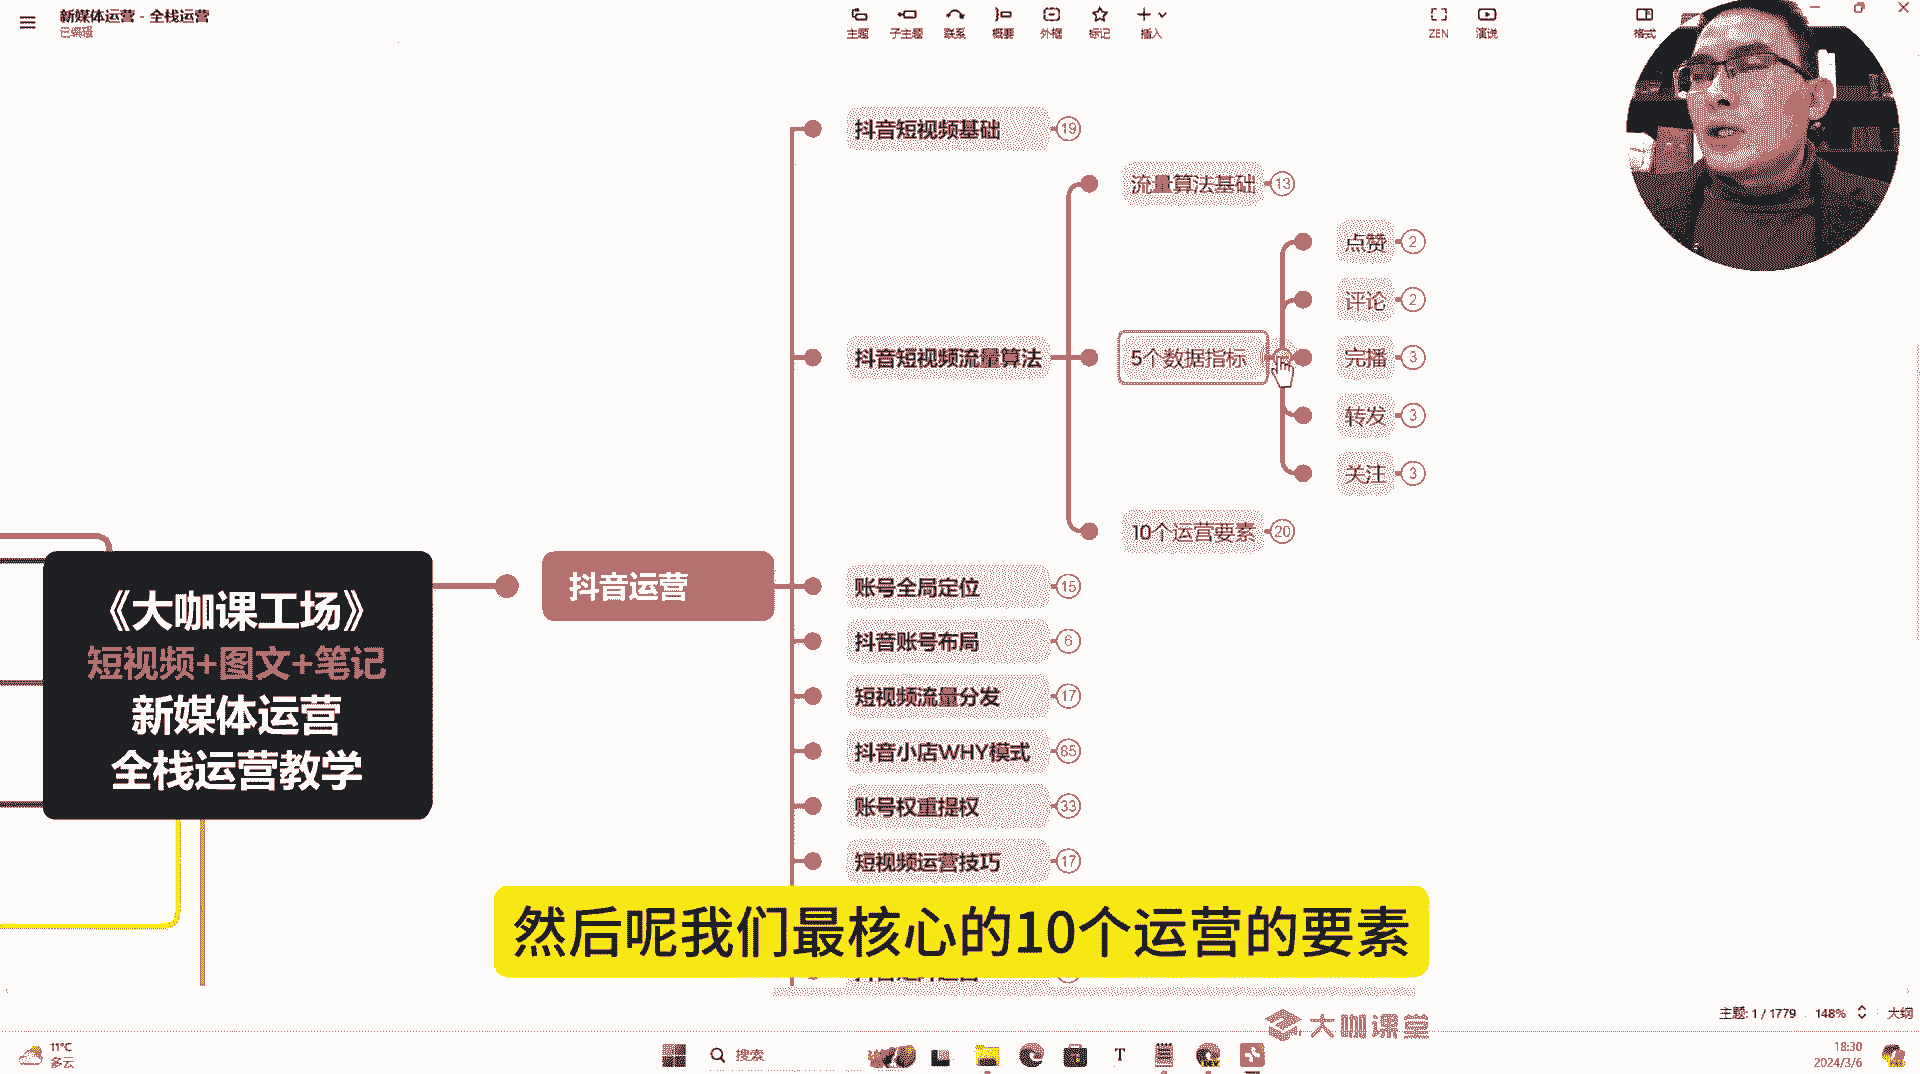 新媒体运营 - 全栈运营
已编辑
主题
子主题
联系
概要
外框
标记
插入
ZEN
演说
格式
抖音短视频基础
19
流量算法基础
13
点赞
2
评论
2
抖音短视频流量算法
5个数据指标
完播
3
转发
3
关注
3
10个运营要素
20
《大咖课工场》
短视频+图文+笔记
新媒体运营
全栈运营教学
抖音运营
账号全局定位
15
抖音账号布局
6
短视频流量分发
17
抖音小店WHY模式
65
账号权重提权
33
短视频运营技巧
17
然后呢我们最核心的10个运营的要素
主题: 1 / 1779
148%
大纲
大咖课堂
11°C
多云
搜索
18:30
2024/3/6